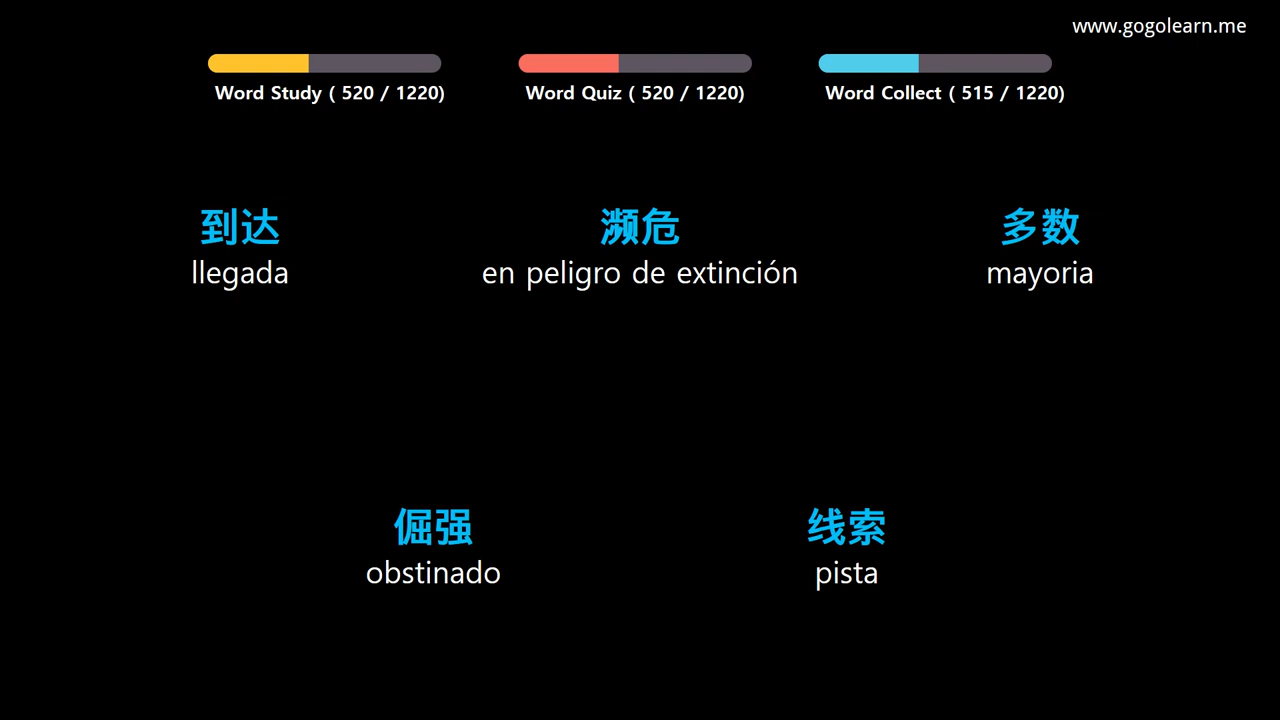 www.gogolearn.me
Word Study ( 520 / 1220)
Word Quiz ( 520 / 1220)
Word Collect ( 515 / 1220)
到达
llegada
濒危
en peligro de extinción
多数
mayoria
倔强
obstinado
线索
pista